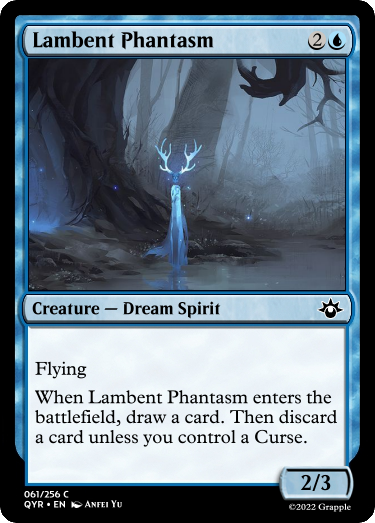 Lambent Phantasm 2
Creature — Dream Spirit
Flying
When Lambent Phantasm enters the
battlefield, draw a card. Then discard
a card unless you control a Curse.
2/3
061/256 C
QYR • EN Anfei Yu
©2022 Grapple